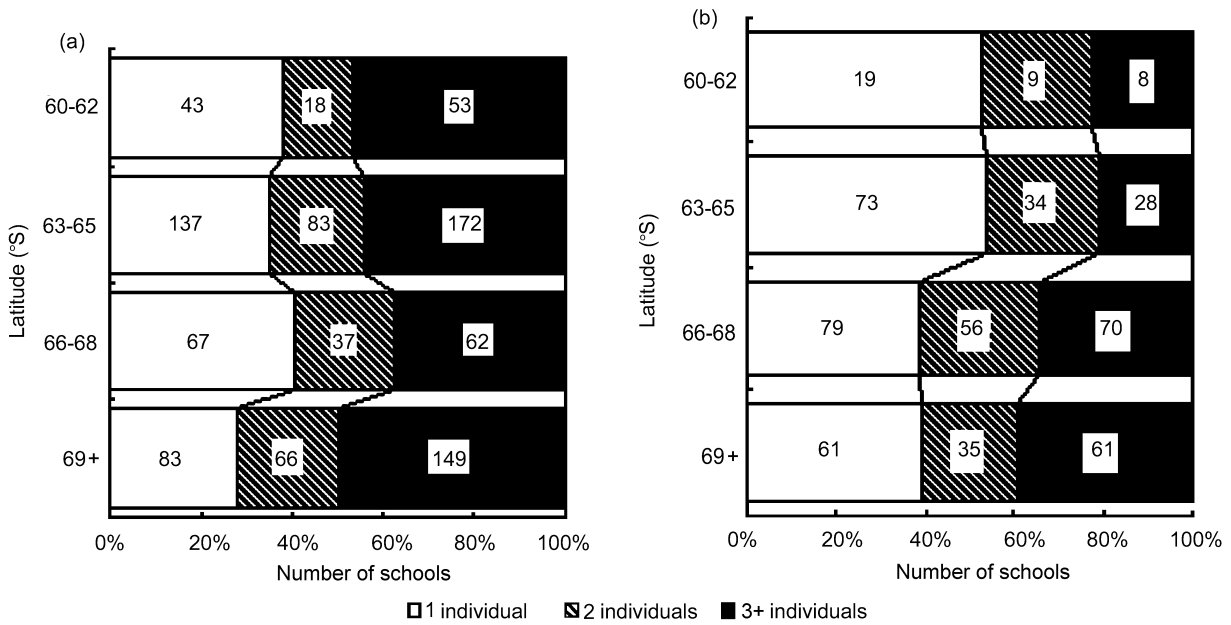 (a)
Latitude (°S)
60-62 43 18 53
63-65 137 83 172
66-68 67 37 62
69+ 83 66 149
0% 20% 40% 60% 80% 100%
Number of schools
(b)
Latitude (°S)
60-62 19 9 8
63-65 73 34 28
66-68 79 56 70
69+ 61 35 61
0% 20% 40% 60% 80% 100%
Number of schools
1 individual 2 individuals 3+ individuals